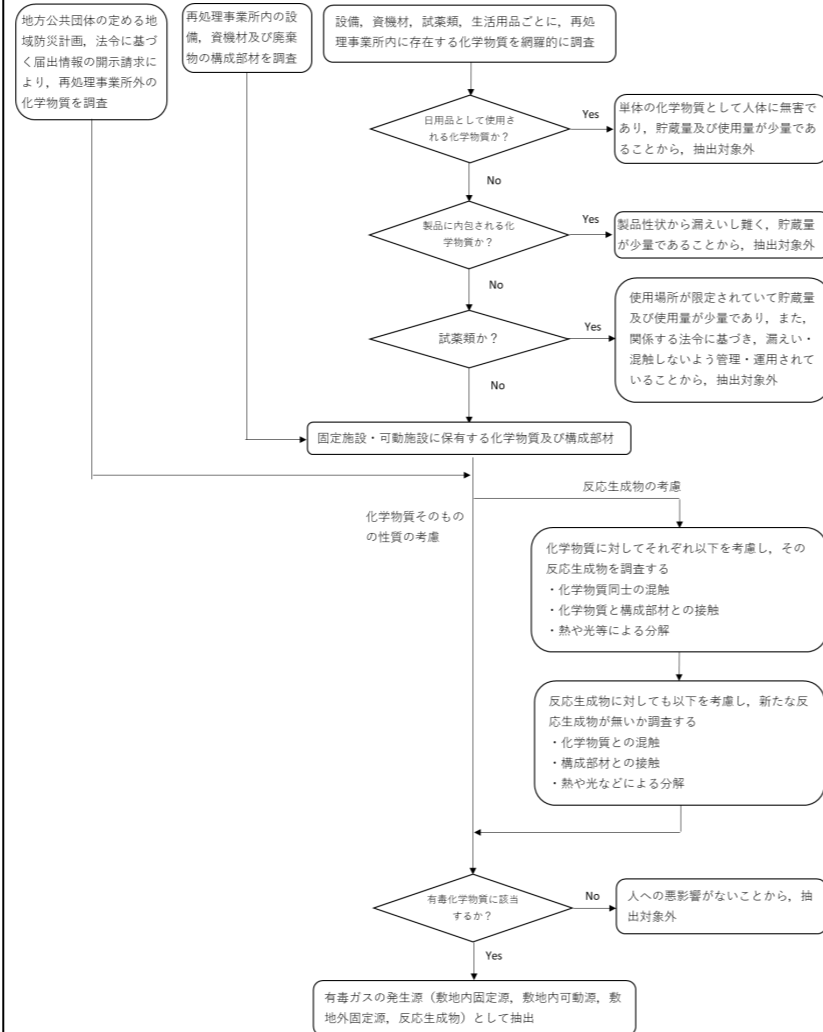 地方公共団体の定める地
域防災計画，法令に基づ
く届出情報の開示請求に
より，再処理事業所外の
化学物質を調査
再処理事業所内の設
備，資機材及び廃棄
物の構成部材を調査
設備，資機材，試薬類，生活用品ごとに，再処
理事業所内に存在する化学物質を網羅的に調査
日用品として使用さ
れる化学物質か？
Yes
単体の化学物質として人体に無害で
あり，貯蔵量及び使用量が少量であ
ることから，抽出対象外
No
製品に内包される化
学物質か？
Yes
製品性状から漏えいし難く，貯蔵量
が少量であることから，抽出対象外
No
試薬類か？
Yes
使用場所が限定されていて貯蔵量
及び使用量が少量であり，また，
関係する法令に基づき，漏えい・
混触しないよう管理・運用されて
いることから，抽出対象外
No
固定施設・可動施設に保有する化学物質及び構成部材
反応生成物の考慮
化学物質そのもの
の性質の考慮
化学物質に対してそれぞれ以下を考慮し，その
反応生成物を調査する
・化学物質同士の混触
・化学物質と構成部材との接触
・熱や光等による分解
反応生成物に対しても以下を考慮し，新たな反
応生成物が無いか調査する
・化学物質との混触
・構成部材との接触
・熱や光などによる分解
有毒化学物質に該当
するか？
No
人への悪影響がないことから，抽
出対象外
Yes
有毒ガスの発生源（敷地内固定源，敷地内可動源，敷
地外固定源，反応生成物）として抽出